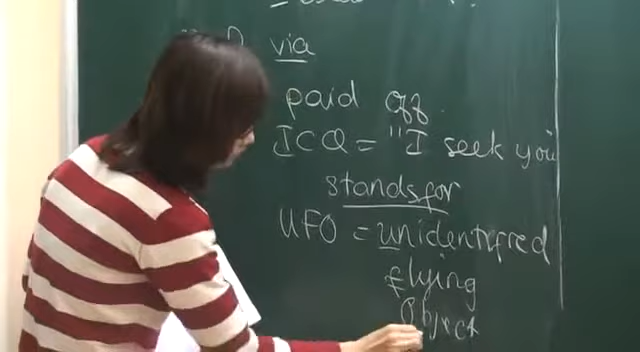 via
paid off
ICQ = "I seek you
stands for
UFO = unidentified
flying
Object